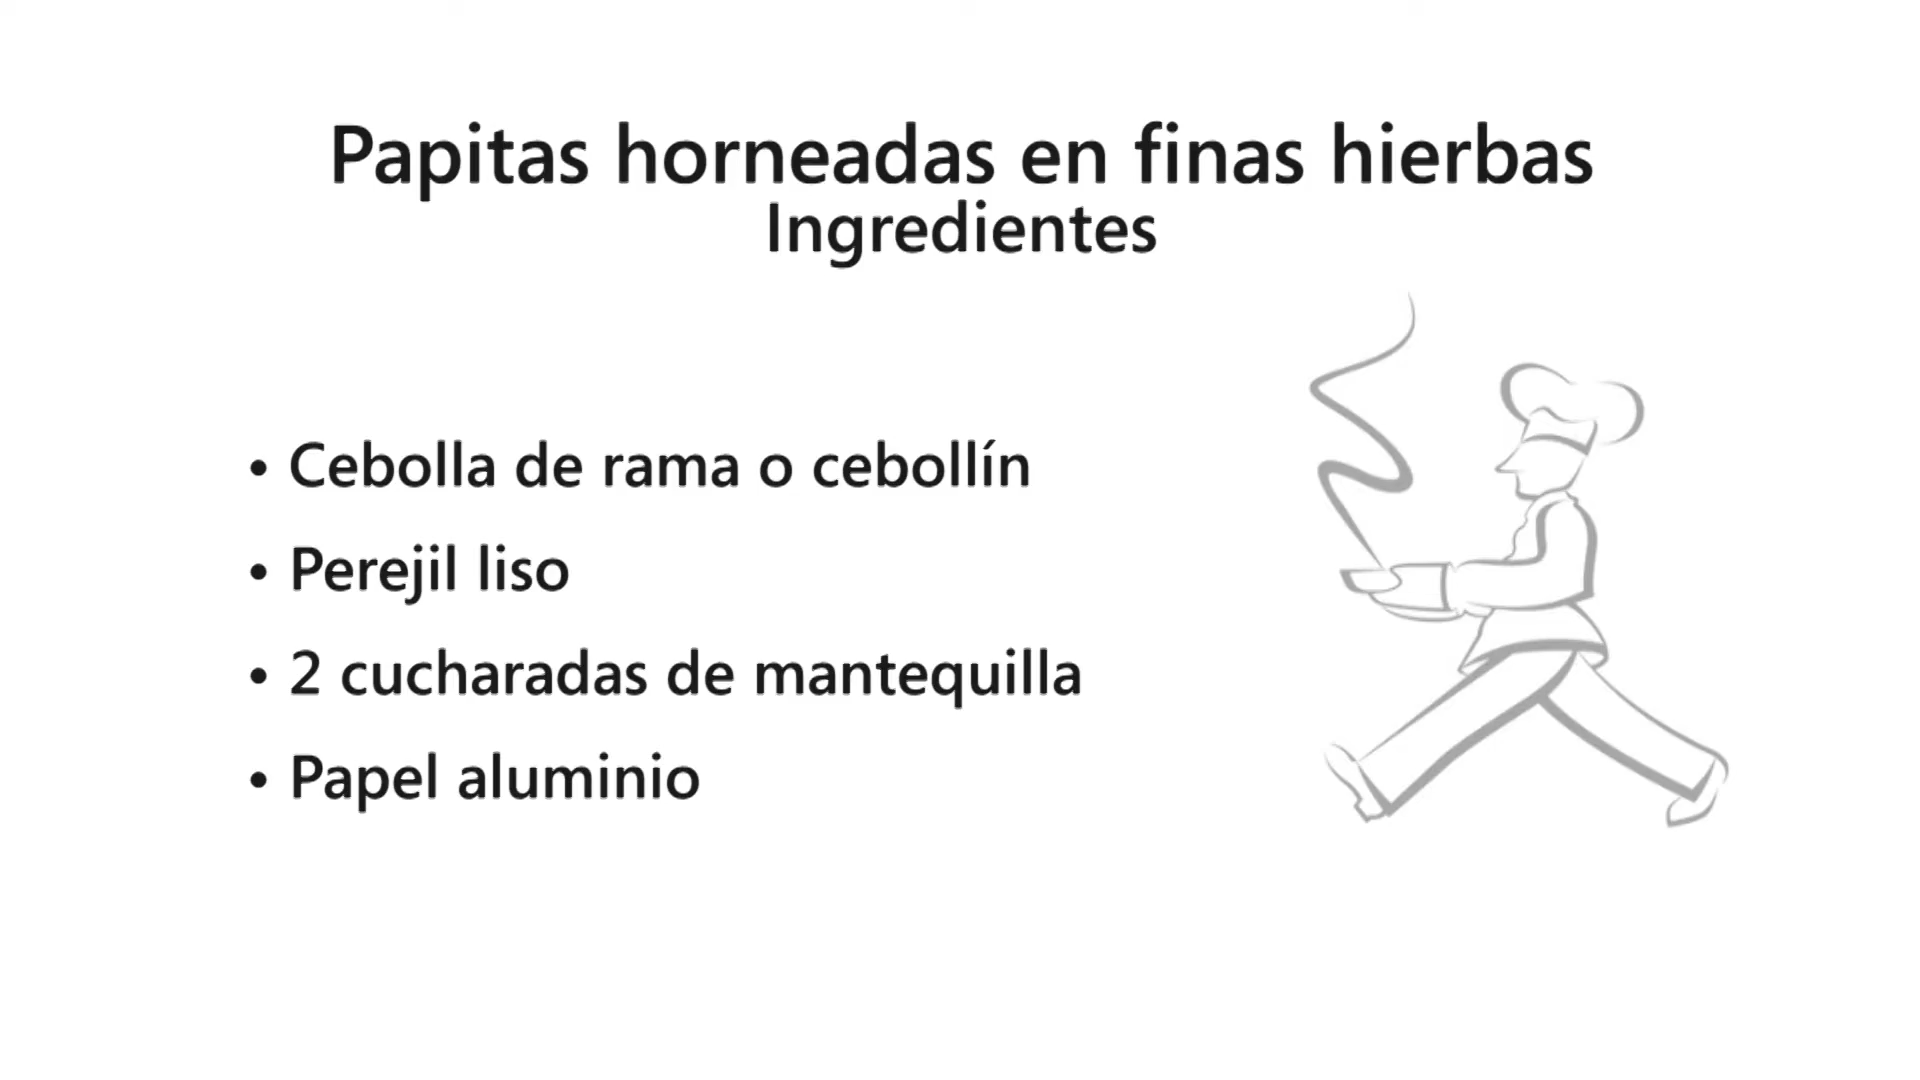 Papitas horneadas en finas hierbas
Ingredientes
• Cebolla de rama o cebollín
• Perejil liso
• 2 cucharadas de mantequilla
• Papel aluminio